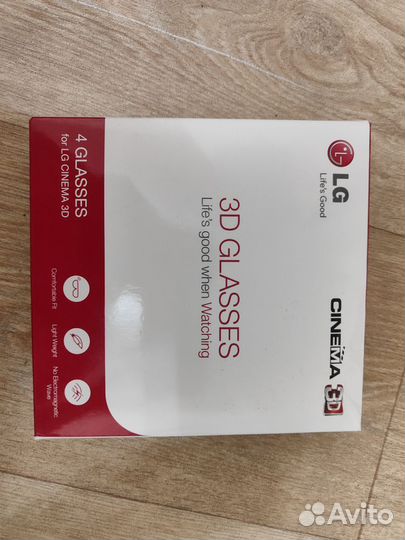 LG
Life's Good
CINEMA 3D
3D GLASSES
Life's good when Watching
4 GLASSES
for LG CINEMA 3D
Comfortable Fit
Light Weight
No Electromagnetic
Wave
Avito